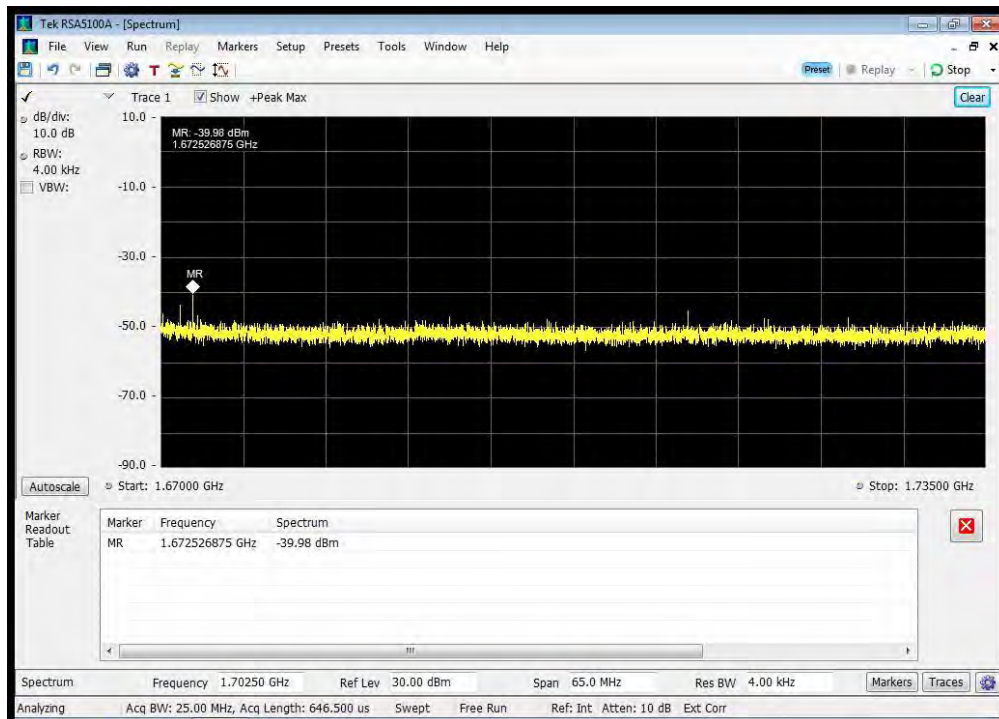 Tek RSA5100A - [Spectrum]
File View Run Replay Markers Setup Presets Tools Window Help
Preset Replay Stop
Trace 1 Show +Peak Max Clear
dB/div:
10.0 dB
RBW:
4.00 kHz
VBW:
10.0
-10.0
-30.0
-50.0
-70.0
-90.0
MR: -39.98 dBm
1.672526875 GHz
MR
Autoscale Start: 1.67000 GHz Stop: 1.73500 GHz
Marker
Readout
Table
Marker Frequency Spectrum
MR 1.672526875 GHz -39.98 dBm
Spectrum Frequency 1.70250 GHz Ref Lev 30.00 dBm Span 65.0 MHz Res BW 4.00 kHz Markers Traces
Analyzing Acq BW: 25.00 MHz, Acq Length: 646.500 us Swept Free Run Ref: Int Atten: 10 dB Ext Corr